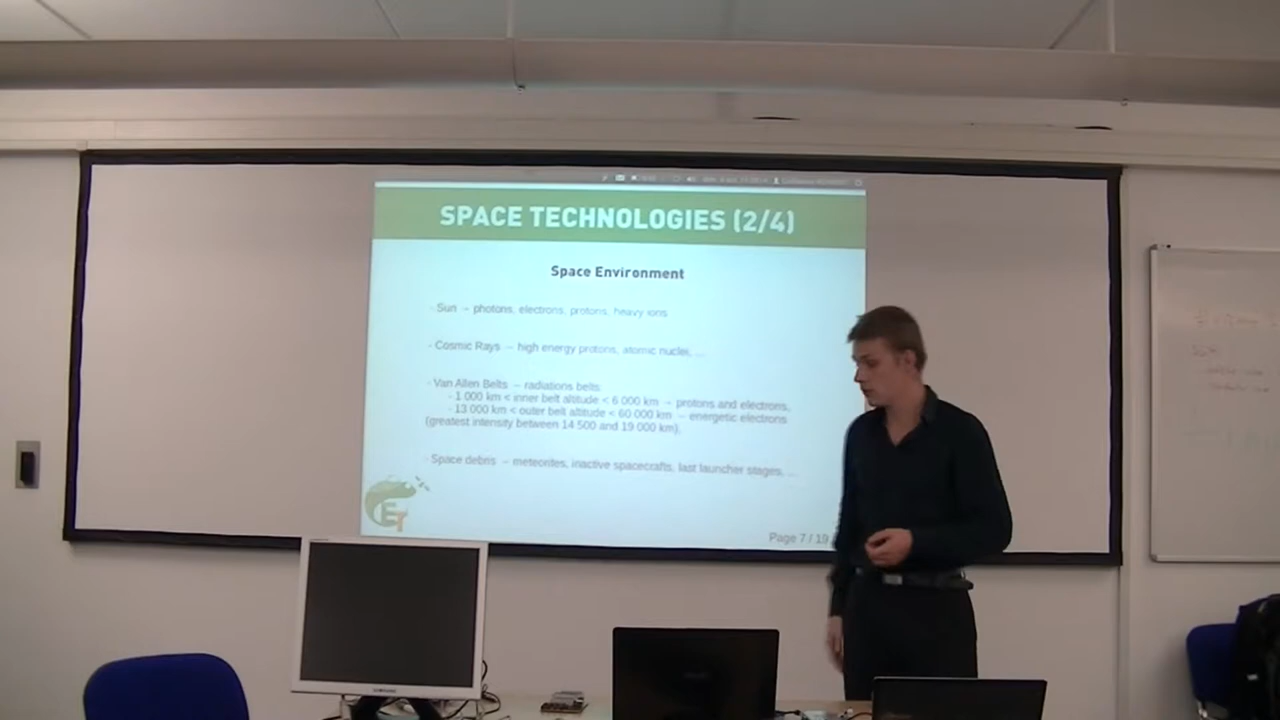 SPACE TECHNOLOGIES (2/4)
Space Environment
- Sun → photons, electrons, protons, heavy ions
- Cosmic Rays → high energy protons, atomic nuclei, ...
- Van Allen Belts → radiations belts
- 1 000 km < inner belt altitude < 6 000 km → protons and electrons,
- 13 000 km < outer belt altitude < 60 000 km → energetic electrons
(greatest intensity between 14 500 and 19 000 km),
- Space debris → meteorites, inactive spacecrafts, last launcher stages, ...
ET
Page 7 / 19
SAMSUNG